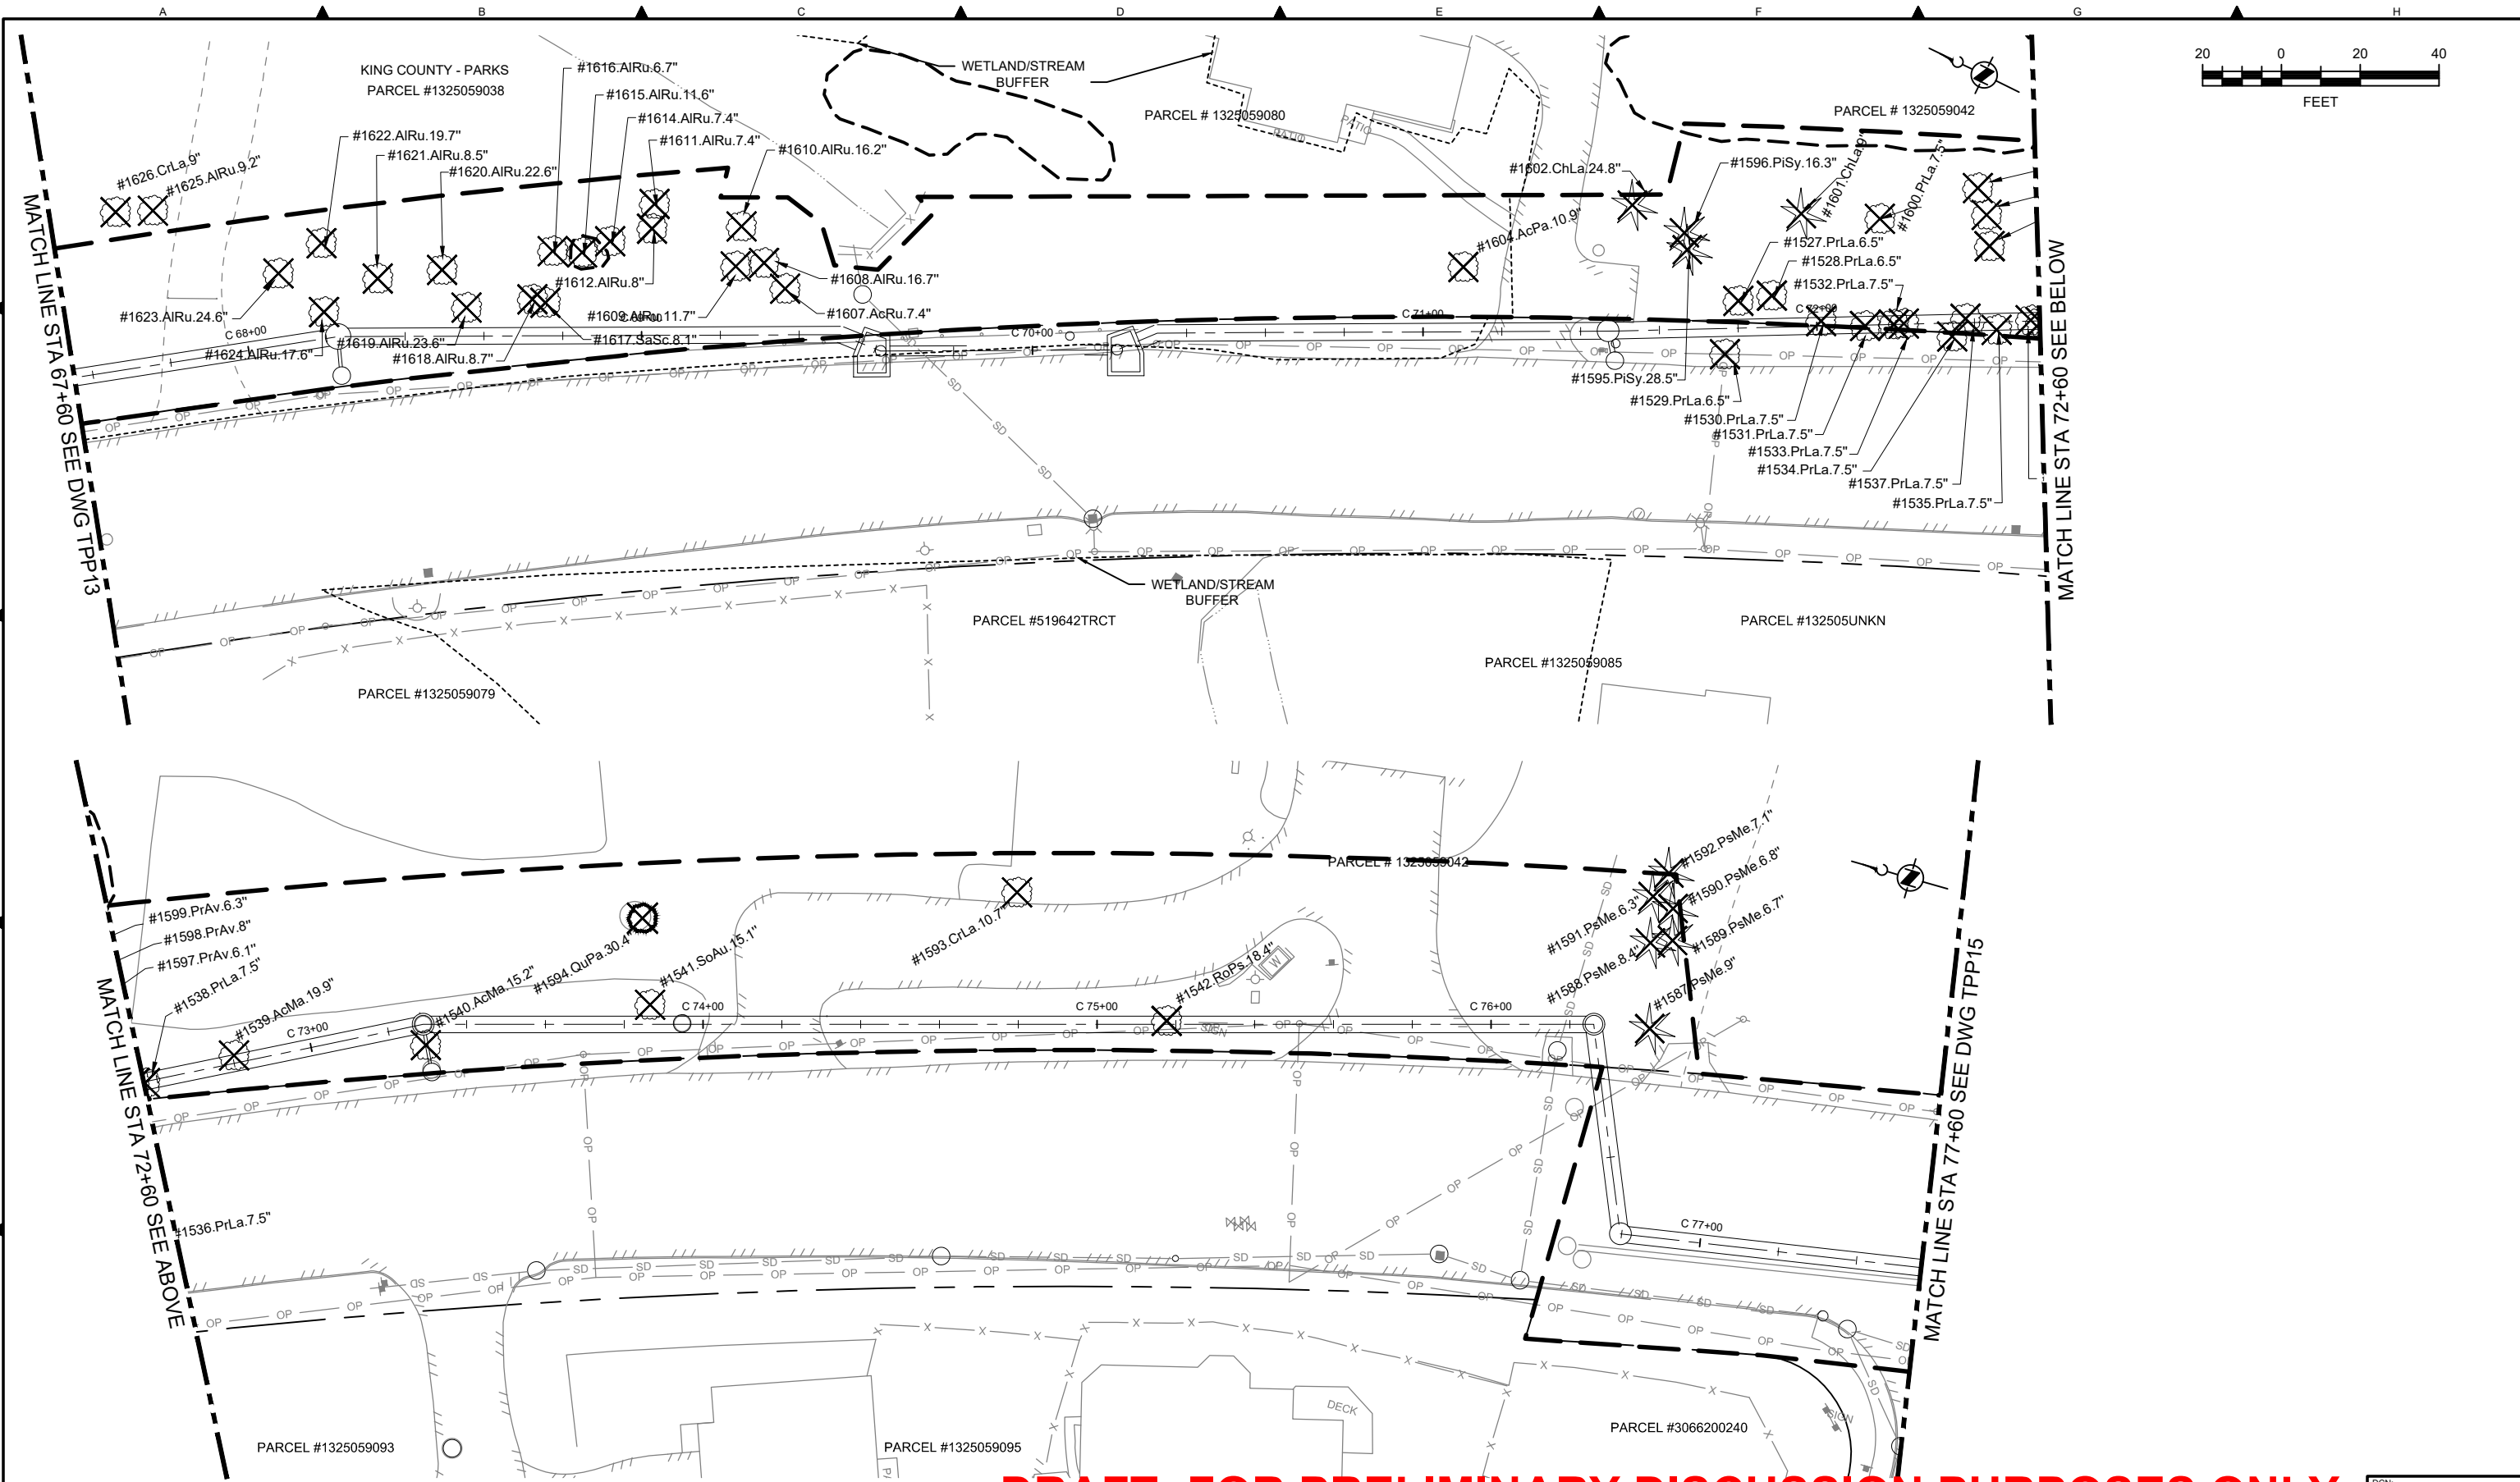 A B C D E F G H
KING COUNTY - PARKS
PARCEL #1325059038
WETLAND/STREAM
BUFFER
PARCEL # 1325059080
PATIO
PATIO
PARCEL # 1325059042
20 0 20 40
FEET
#1616.AlRu.6.7"
#1615.AlRu.11.6"
#1614.AlRu.7.4"
#1611.AlRu.7.4"
#1610.AlRu.16.2"
#1622.AlRu.19.7"
#1621.AlRu.8.5"
#1620.AlRu.22.6"
#1626.CrLa.9"
#1625.AlRu.9.2"
#1602.ChLa.24.8"
#1596.PiSy.16.3"
#1601.ChLa.9"
#1600.PrLa.7.5"
#1604.AcPa.10.9"
#1527.PrLa.6.5"
#1528.PrLa.6.5"
#1532.PrLa.7.5"
#1612.AlRu.8"
#1608.AlRu.16.7"
#1607.AcRu.7.4"
#1609.AlRu.11.7"
#1623.AlRu.24.6"
#1624.AlRu.17.6"
#1619.AlRu.23.6"
#1618.AlRu.8.7"
#1617.SaSc.8.1"
C 68+00
C 69+00
C 70+00
C 71+00
C 72+00
#1595.PiSy.28.5"
#1529.PrLa.6.5"
#1530.PrLa.7.5"
#1531.PrLa.7.5"
#1533.PrLa.7.5"
#1534.PrLa.7.5"
#1537.PrLa.7.5"
#1535.PrLa.7.5"
MATCH LINE STA 67+60 SEE DWG TPP13
MATCH LINE STA 72+60 SEE BELOW
WETLAND/STREAM
BUFFER
PARCEL #519642TRCT
PARCEL #132505UNKN
PARCEL #1325059085
PARCEL #1325059079
PARCEL # 1325059042
#1592.PsMe.7.1"
#1590.PsMe.6.8"
#1591.PsMe.6.3"
#1589.PsMe.6.7"
#1588.PsMe.8.4"
#1587.PsMe.9"
#1599.PrAv.6.3"
#1598.PrAv.8"
#1597.PrAv.6.1"
#1538.PrLa.7.5"
#1539.AcMa.19.9"
#1540.AcMa.15.2"
#1594.QuPa.30.4"
#1541.SoAu.15.1"
#1593.CrLa.10.7"
#1542.RoPs.18.4"
W
SIGN
C 73+00
C 74+00
C 75+00
C 76+00
C 77+00
#1536.PrLa.7.5"
MATCH LINE STA 72+60 SEE ABOVE
MATCH LINE STA 77+60 SEE DWG TPP15
DECK
SIGN
PARCEL #1325059093
PARCEL #1325059095
PARCEL #3066200240
DRAFT- FOR PRELIMINARY DISCUSSION PURPOSES ONLY